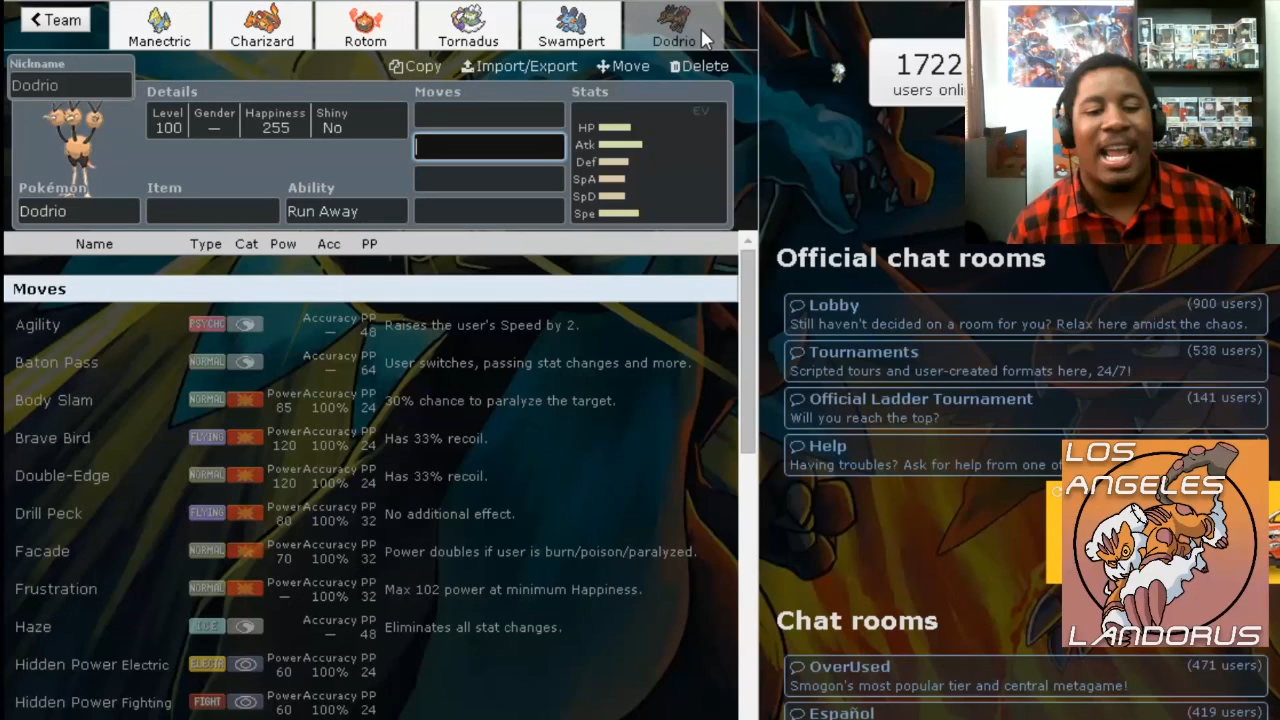 Team
Manectric
Charizard
Rotom
Tornadus
Swampert
Dodrio
Copy
Import/Export
Move
Delete
Nickname
Dodrio
Details
Level
100
Gender
—
Happiness
255
Shiny
No
Moves
Stats
EV
HP
Atk
Def
SpA
SpD
Spe
Pokémon
Dodrio
Item
Ability
Run Away
Name Type Cat Pow Acc PP
Moves
Agility PSYCHC Accuracy — PP 48 Raises the user's Speed by 2.
Baton Pass NORMAL Accuracy — PP 64 User switches, passing stat changes and more.
Body Slam NORMAL Power 85 Accuracy 100% PP 24 30% chance to paralyze the target.
Brave Bird FLYING Power 120 Accuracy 100% PP 24 Has 33% recoil.
Double-Edge NORMAL Power 120 Accuracy 100% PP 24 Has 33% recoil.
Drill Peck FLYING Power 80 Accuracy 100% PP 32 No additional effect.
Facade NORMAL Power 70 Accuracy 100% PP 32 Power doubles if user is burn/poison/paralyzed.
Frustration NORMAL Power — Accuracy 100% PP 32 Max 102 power at minimum Happiness.
Haze ICE Accuracy — PP 48 Eliminates all stat changes.
Hidden Power Electric ELECTR Power 60 Accuracy 100% PP 24
Hidden Power Fighting FIGHT Power 60 Accuracy 100% PP 24
1722
users onli
Official chat rooms
Lobby (900 users)
Still haven't decided on a room for you? Relax here amidst the chaos.
Tournaments (538 users)
Scripted tours and user-created formats here, 24/7!
Official Ladder Tournament (141 users)
Will you reach the top?
Help
Having troubles? Ask for help from one of
LOS
ANGELES
LANDORUS
Chat rooms
OverUsed (471 users)
Smogon's most popular tier and central metagame!
Español (419 users)